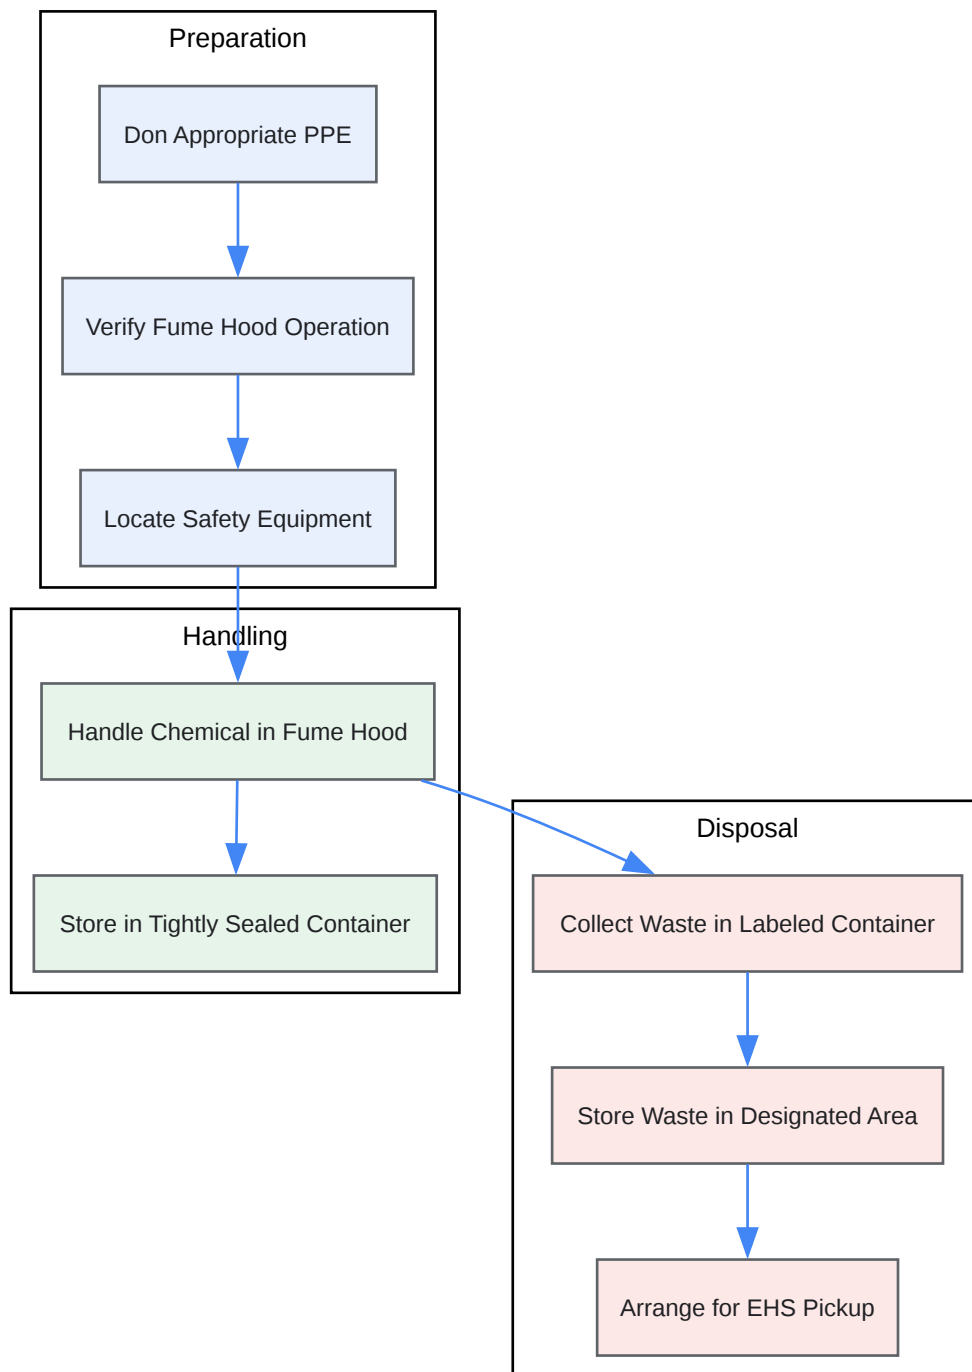 Preparation
Don Appropriate PPE
Verify Fume Hood Operation
Locate Safety Equipment
Handling
Handle Chemical in Fume Hood
Store in Tightly Sealed Container
Disposal
Collect Waste in Labeled Container
Store Waste in Designated Area
Arrange for EHS Pickup